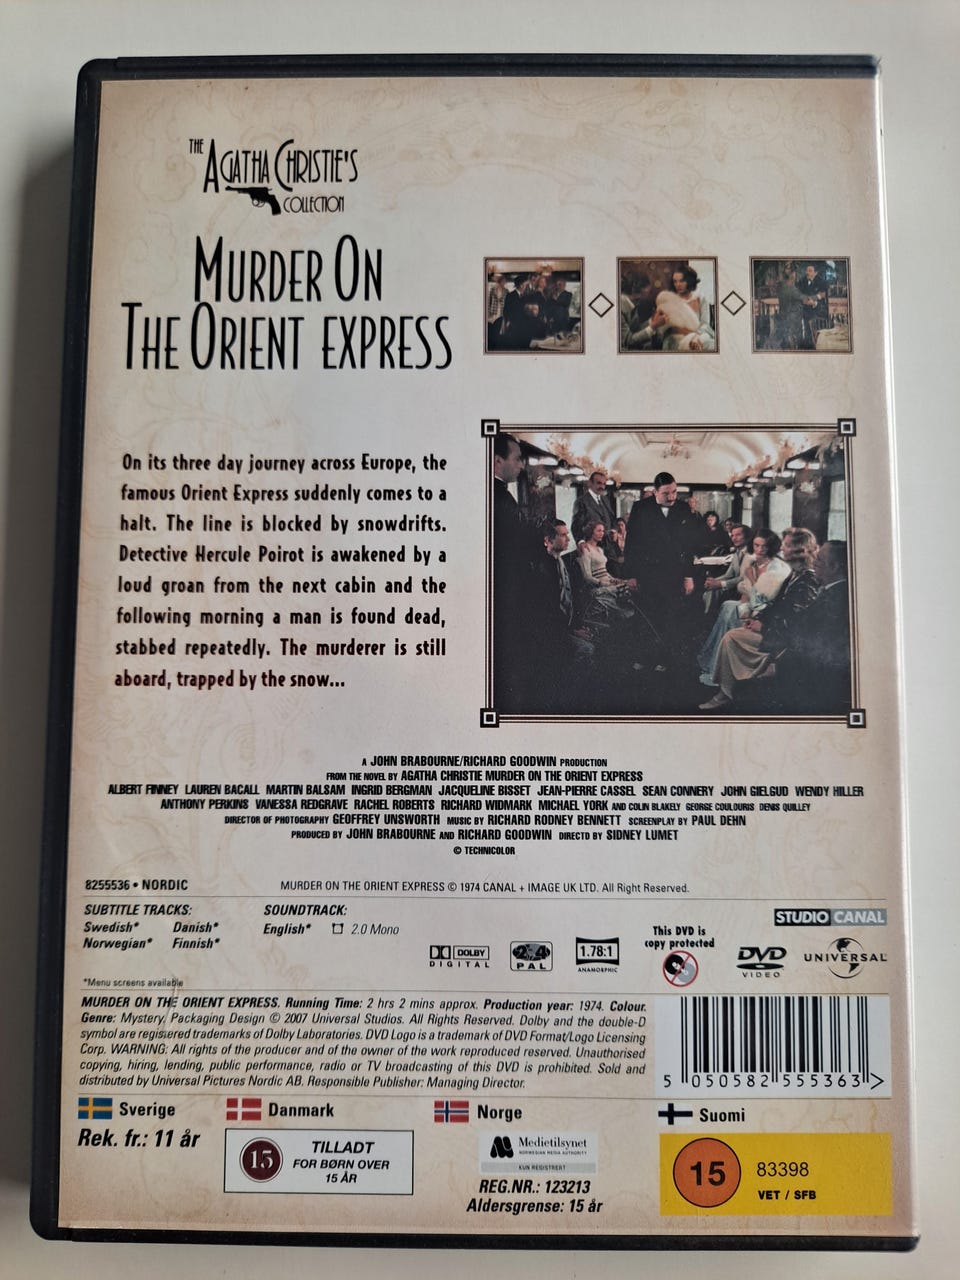 THE AGATHA CHRISTIE'S
COLLECTION
MURDER ON
THE ORIENT EXPRESS
On its three day journey across Europe, the
famous Orient Express suddenly comes to a
halt. The line is blocked by snowdrifts.
Detective Hercule Poirot is awakened by a
loud groan from the next cabin and the
following morning a man is found dead,
stabbed repeatedly. The murderer is still
aboard, trapped by the snow...
A JOHN BRABOURNE/RICHARD GOODWIN PRODUCTION
FROM THE NOVEL BY AGATHA CHRISTIE MURDER ON THE ORIENT EXPRESS
ALBERT FINNEY LAUREN BACALL MARTIN BALSAM INGRID BERGMAN JACQUELINE BISSET JEAN-PIERRE CASSEL SEAN CONNERY JOHN GIELGUD WENDY HILLER
ANTHONY PERKINS VANESSA REDGRAVE RACHEL ROBERTS RICHARD WIDMARK MICHAEL YORK AND COLIN BLAKELY GEORGE COULOURIS DENIS QUILLEY
DIRECTOR OF PHOTOGRAPHY GEOFFREY UNSWORTH MUSIC BY RICHARD RODNEY BENNETT SCREENPLAY BY PAUL DEHN
PRODUCED BY JOHN BRABOURNE AND RICHARD GOODWIN DIRECTD BY SIDNEY LUMET
© TECHNICOLOR
8255536 • NORDIC
MURDER ON THE ORIENT EXPRESS © 1974 CANAL + IMAGE UK LTD. All Right Reserved.
SUBTITLE TRACKS:
Swedish* Danish*
Norwegian* Finnish*
SOUNDTRACK:
English* 2.0 Mono
*Menu screens available
DOLBY
DIGITAL
2 4
PAL
1.78:1
ANAMORPHIC
This DVD is
copy protected
STUDIO CANAL
DVD
VIDEO
UNIVERSAL
MURDER ON THE ORIENT EXPRESS. Running Time: 2 hrs 2 mins approx. Production year: 1974. Colour.
Genre: Mystery. Packaging Design © 2007 Universal Studios. All Rights Reserved. Dolby and the double-D
symbol are registered trademarks of Dolby Laboratories. DVD Logo is a trademark of DVD Format/Logo Licensing
Corp. WARNING: All rights of the producer and of the owner of the work reproduced reserved. Unauthorised
copying, hiring, lending, public performance, radio or TV broadcasting of this DVD is prohibited. Sold and
distributed by Universal Pictures Nordic AB. Responsible Publisher: Managing Director.
5 050582 555363 >
Sverige
Rek. fr.: 11 år
Danmark
15
TILLADT
FOR BØRN OVER
15 ÅR
Norge
Medietilsynet
NORWEGIAN MEDIA AUTHORITY
KUN REGISTRERT
REG.NR.: 123213
Aldersgrense: 15 år
Suomi
15
83398
VET / SFB